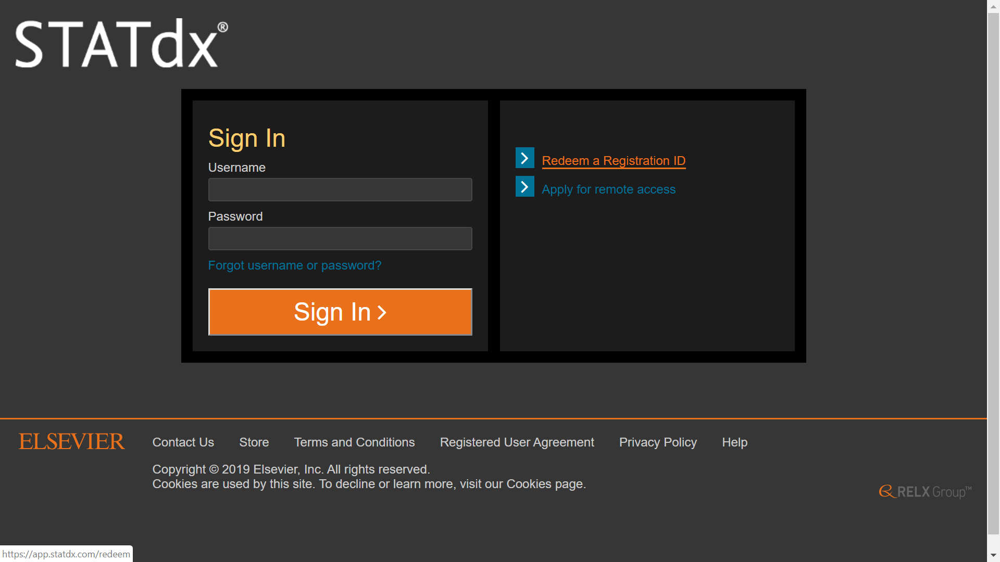 STATdx®
Sign In
Username
Password
Forgot username or password?
Sign In
Redeem a Registration ID
Apply for remote access
ELSEVIER
Contact Us Store Terms and Conditions Registered User Agreement Privacy Policy Help
Copyright © 2019 Elsevier, Inc. All rights reserved.
Cookies are used by this site. To decline or learn more, visit our Cookies page.
RELX Group™
https://app.statdx.com/redeem